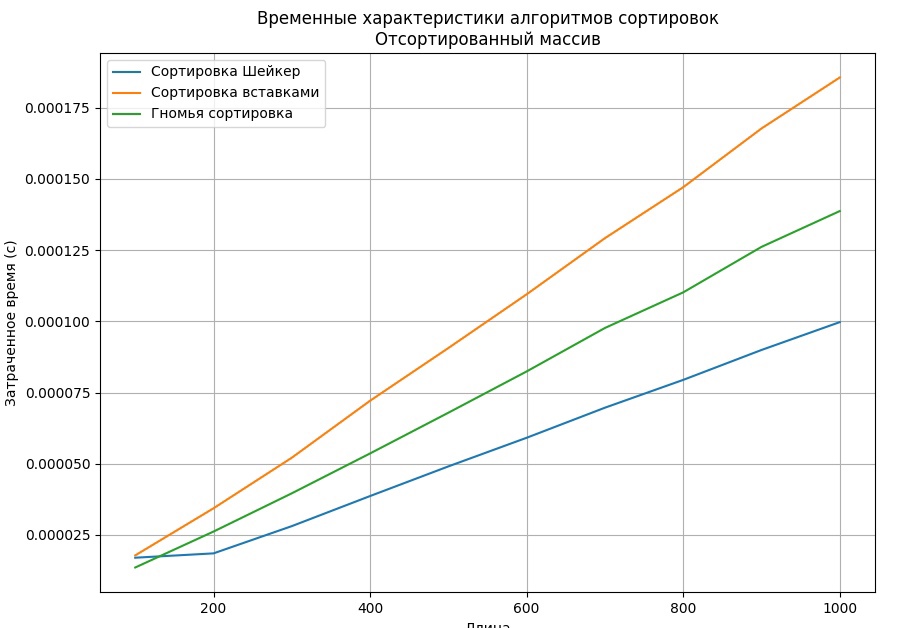 Временные характеристики алгоритмов сортировок
Отсортированный массив
Сортировка Шейкер
Сортировка вставками
Гномья сортировка
Затраченное время (с)
0.000175
0.000150
0.000125
0.000100
0.000075
0.000050
0.000025
200
400
600
800
1000
Длина